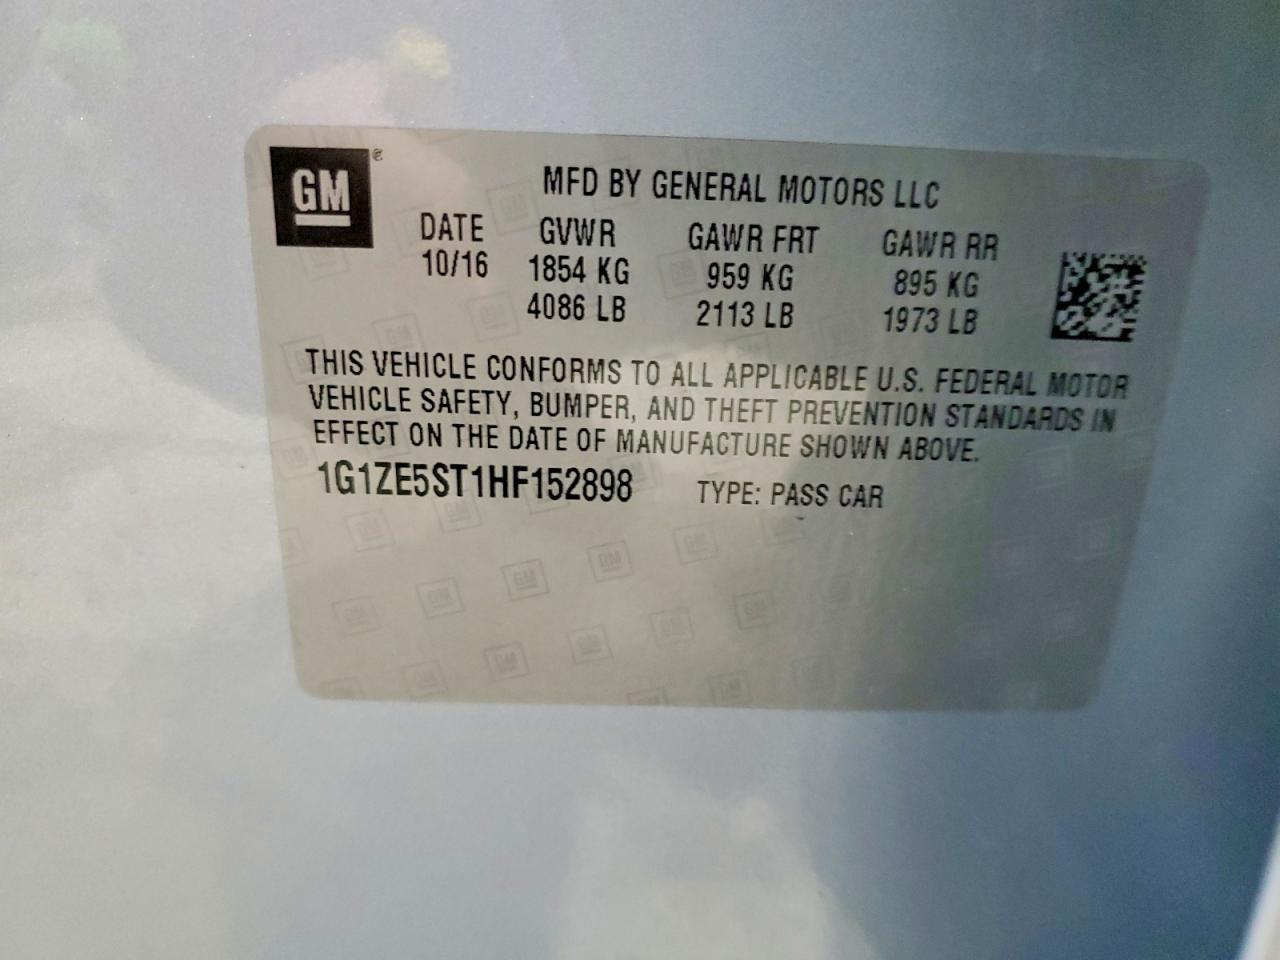 GM®
MFD BY GENERAL MOTORS LLC
DATE GVWR GAWR FRT GAWR RR
10/16 1854 KG 959 KG 895 KG
4086 LB 2113 LB 1973 LB
THIS VEHICLE CONFORMS TO ALL APPLICABLE U.S. FEDERAL MOTOR
VEHICLE SAFETY, BUMPER, AND THEFT PREVENTION STANDARDS IN
EFFECT ON THE DATE OF MANUFACTURE SHOWN ABOVE.
1G1ZE5ST1HF152898 TYPE: PASS CAR